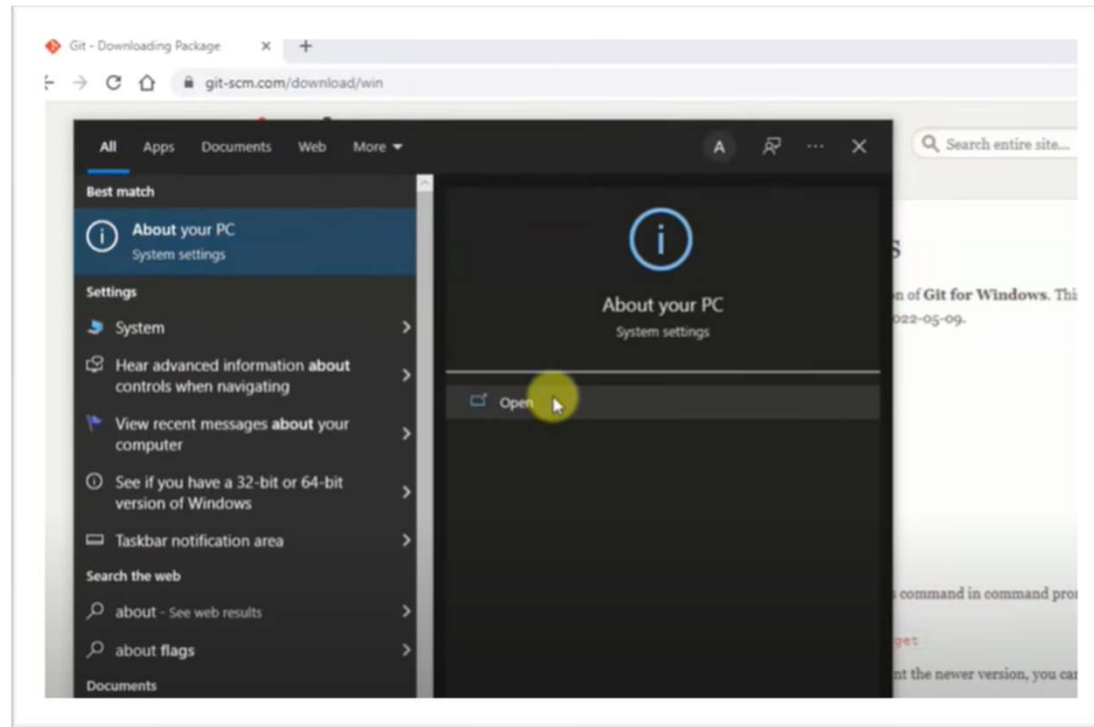 Git - Downloading Package
git-scm.com/download/win
All Apps Documents Web More
A
Search entire site...
Best match
About your PC
System settings
Settings
System
Hear advanced information about
controls when navigating
View recent messages about your
computer
See if you have a 32-bit or 64-bit
version of Windows
Taskbar notification area
Search the web
about - See web results
about flags
Documents
About your PC
System settings
Open
s
n of Git for Windows. This
022-05-09.
command in command pro
get
nt the newer version, you ca